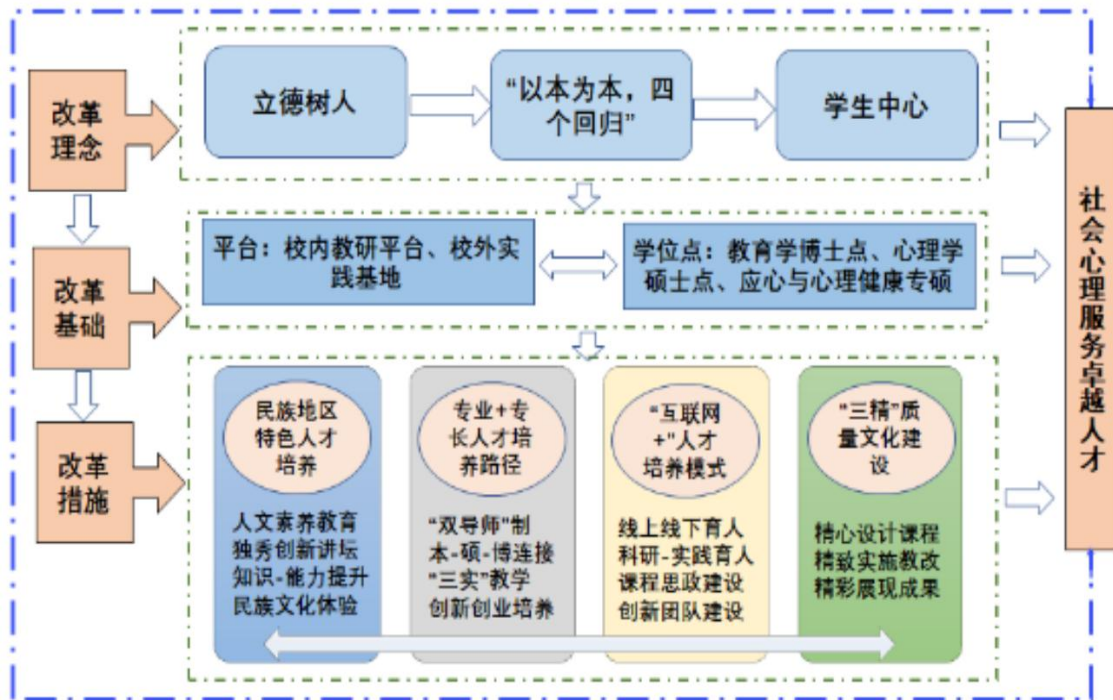 改革
理念
立德树人
“以本为本，四
个回归”
学生中心
改革
基础
平台：校内教研平台、校外实
践基地
学位点：教育学博士点、心理学
硕士点、应心与心理健康专硕
改革
措施
民族地区
特色人才
培养
人文素养教育
独秀创新讲坛
知识-能力提升
民族文化体验
专业+专
长人才培
养路径
“双导师”制
本-硕-博连接
“三实”教学
创新创业培养
“互联网
+”人才
培养模式
线上线下育人
科研-实践育人
课程思政建设
创新团队建设
“三精”质
量文化建
设
精心设计课程
精致实施教改
精彩展现成果
社会心理服务卓越人才